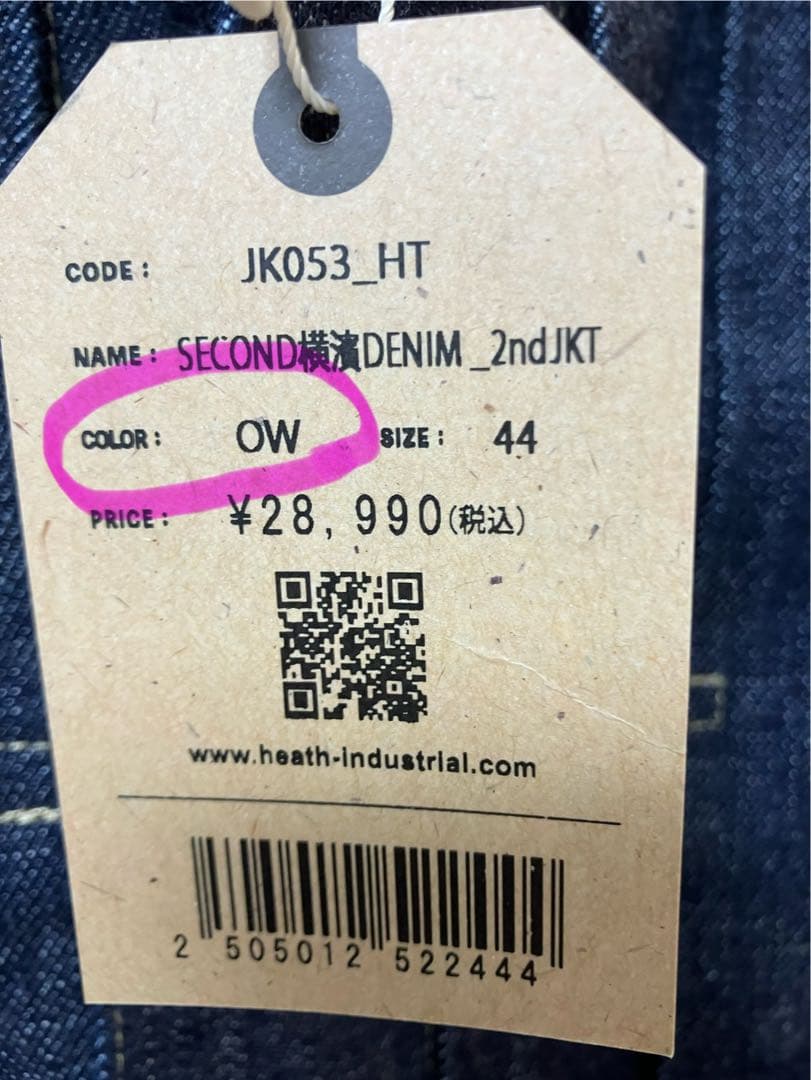 CODE: JK053_HT
NAME: SECOND横濱DENIM_2ndJKT
COLOR: OW SIZE: 44
PRICE: ¥28,990(税込)
www.heath-industrial.com
2 505012 522444